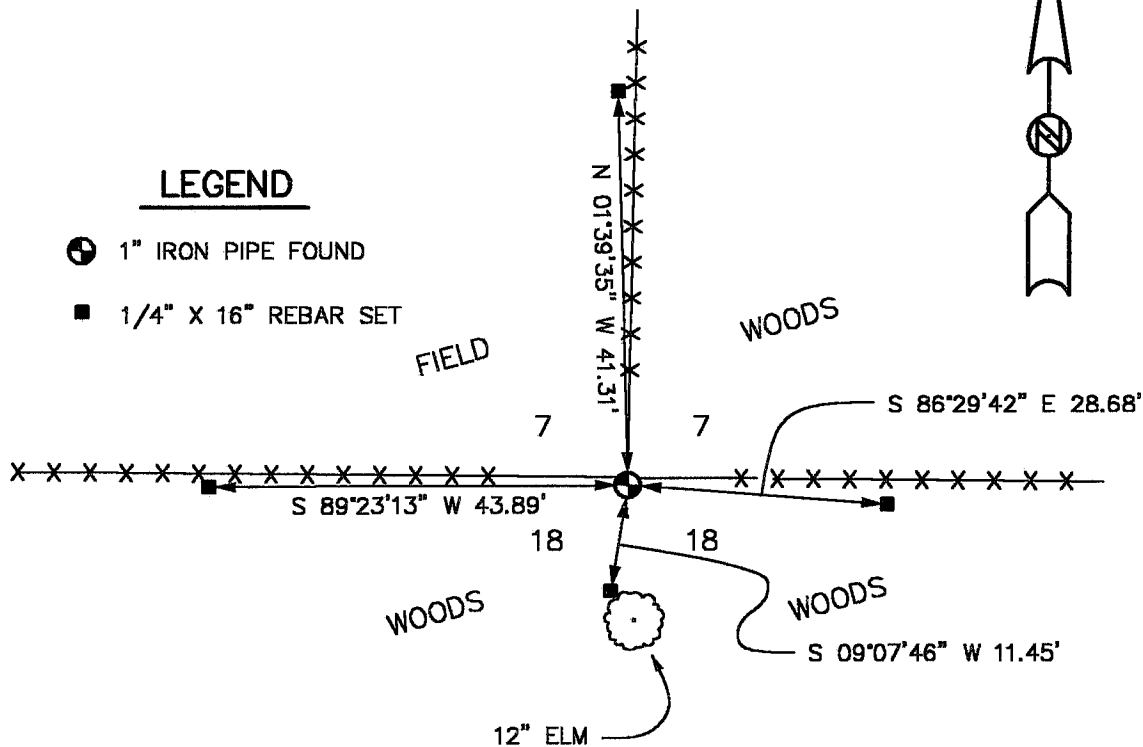 N
LEGEND
1" IRON PIPE FOUND
1/4" X 16" REBAR SET
N 01°39'35" W 41.31'
FIELD
WOODS
7
7
S 86°29'42" E 28.68'
S 89°23'13" W 43.89'
18
18
WOODS
WOODS
S 09°07'46" W 11.45'
12" ELM